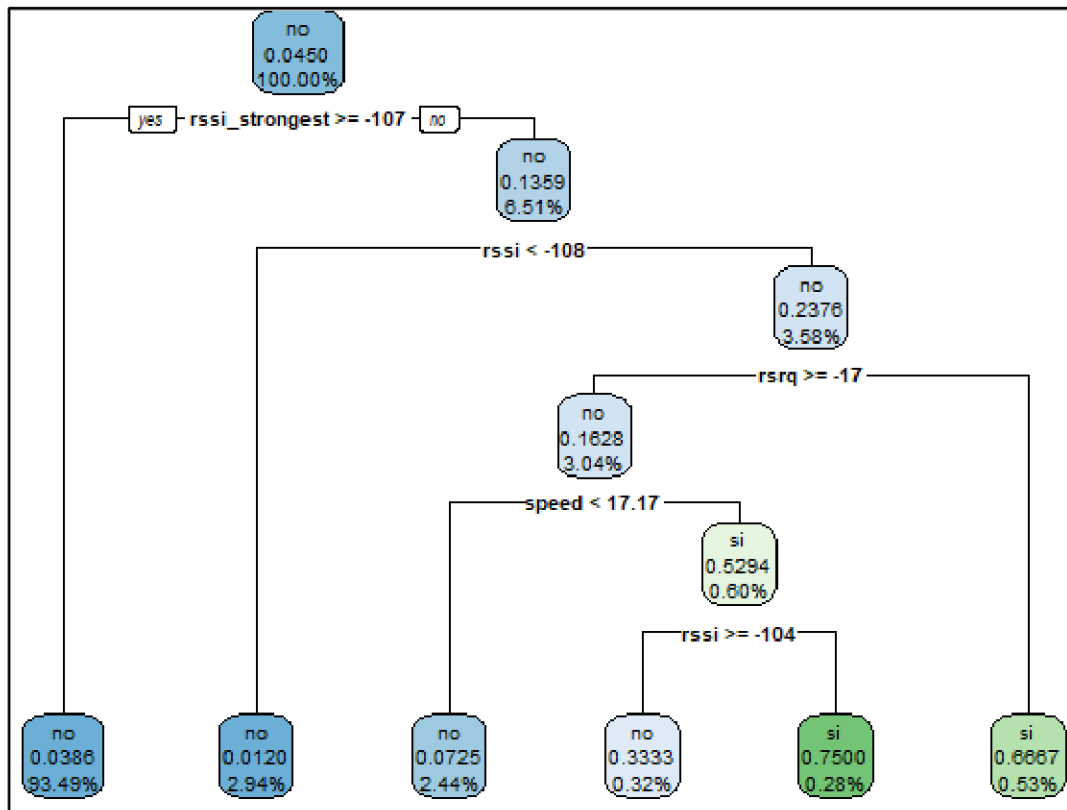 no
0.0450
100.00%
yes rssi_strongest >= -107 no
no
0.1359
6.51%
rssi < -108
no
0.2376
3.58%
rsrq >= -17
no
0.1628
3.04%
speed < 17.17
si
0.5294
0.60%
rssi >= -104
no
0.0386
93.49%
no
0.0120
2.94%
no
0.0725
2.44%
no
0.3333
0.32%
si
0.7500
0.28%
si
0.6667
0.53%